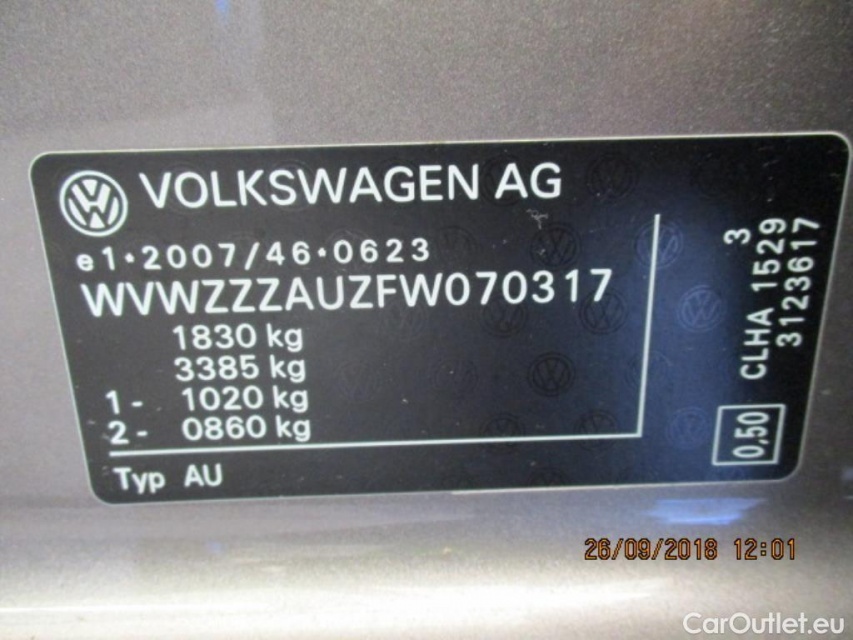 VOLKSWAGEN AG
e1*2007/46*0623
WVWZZZAUZFW070317
1830 kg
3385 kg
1- 1020 kg
2- 0860 kg
Typ AU
3
CLHA 1529
3123617
0,50
26/09/2018 12:01
CarOutlet.eu